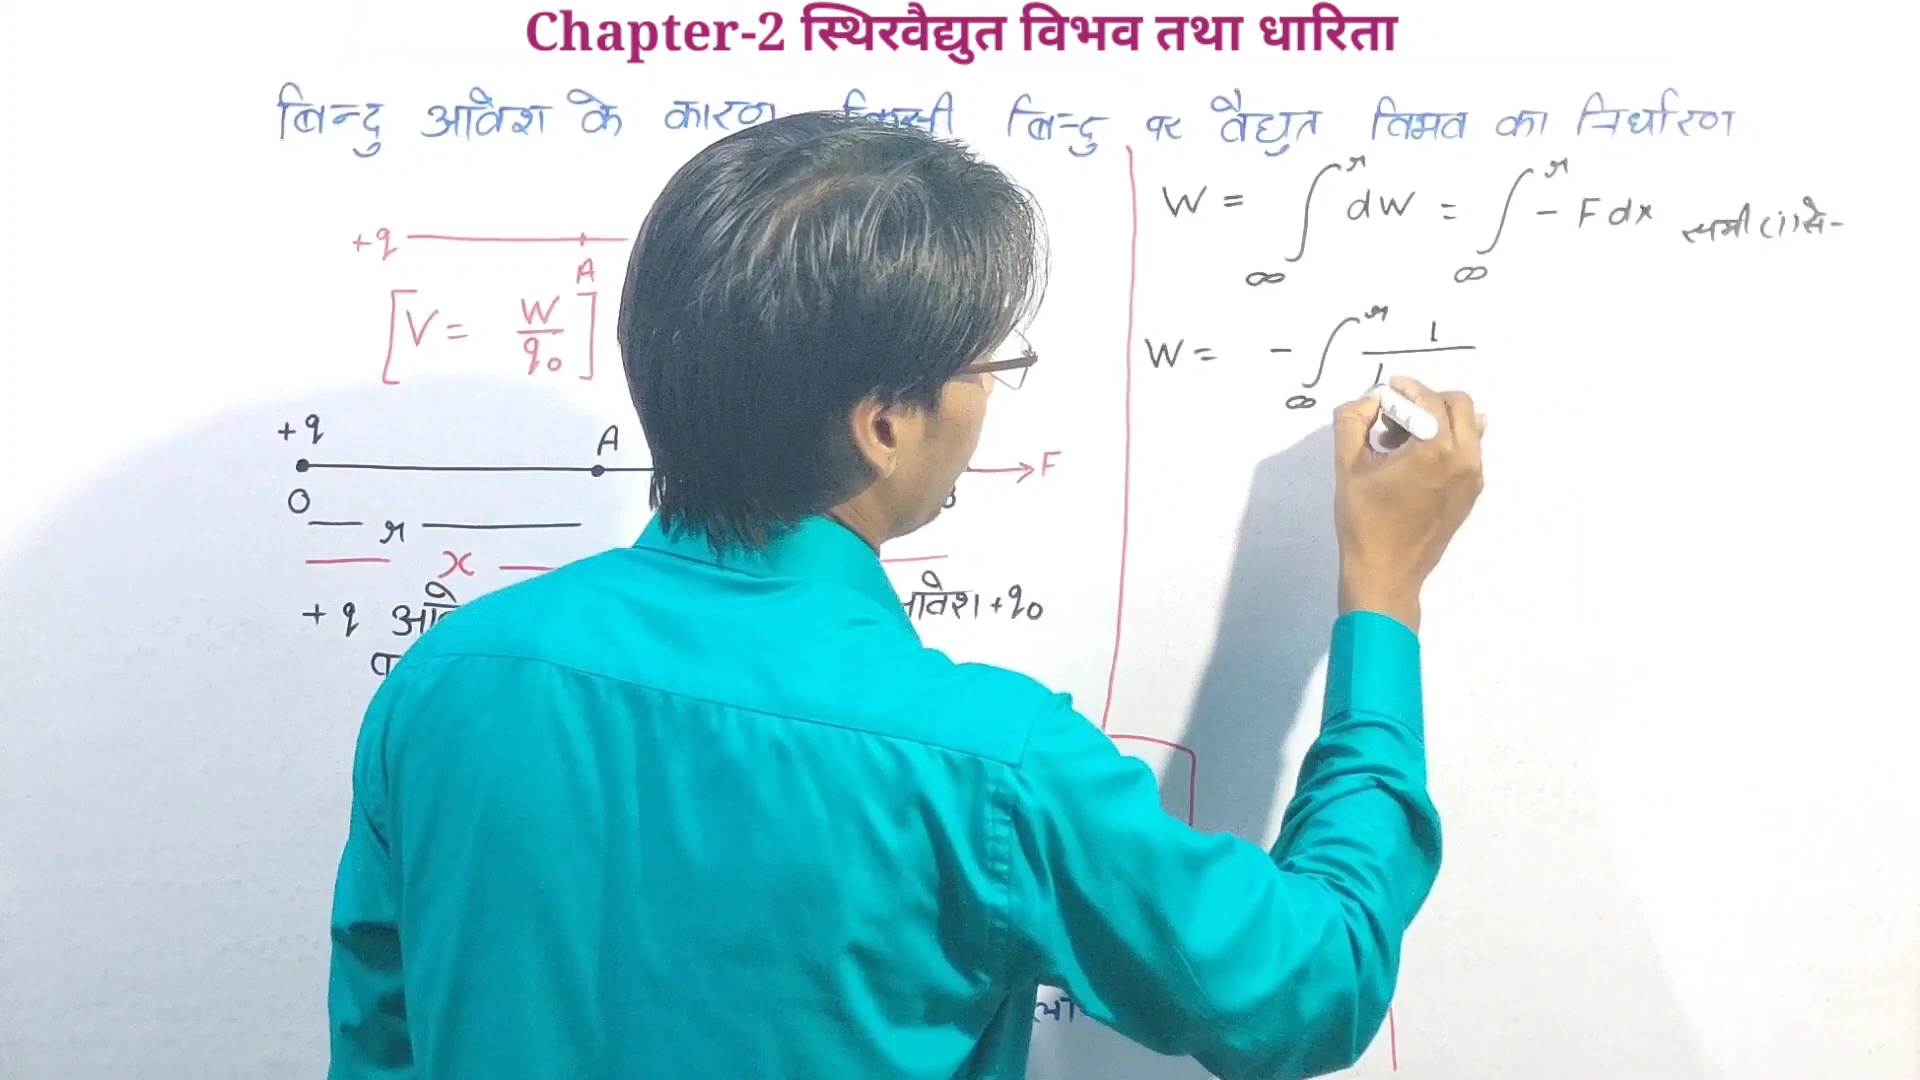 Chapter-2 स्थिरवैद्युत विभव तथा धारिता
बिन्दु आवेश के कारण किसी बिन्दु पर वैद्युत विभव का निर्धारण
+q
A
[V = W/q₀]
+q
A
F
O
r
x
+q
आवेश +q₀
W = ∫_∞^r dW = ∫_∞^r - F dx समी (1) से-
W = - ∫_∞^r 1